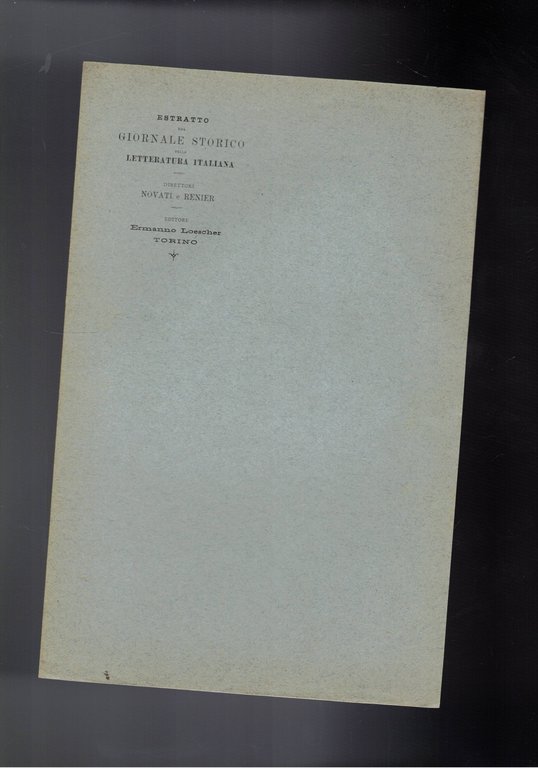 ESTRATTO
DAL
GIORNALE STORICO
DELLA
LETTERATURA ITALIANA
DIRETTORI
NOVATI e RENIER
EDITORE
Ermanno Loescher
TORINO